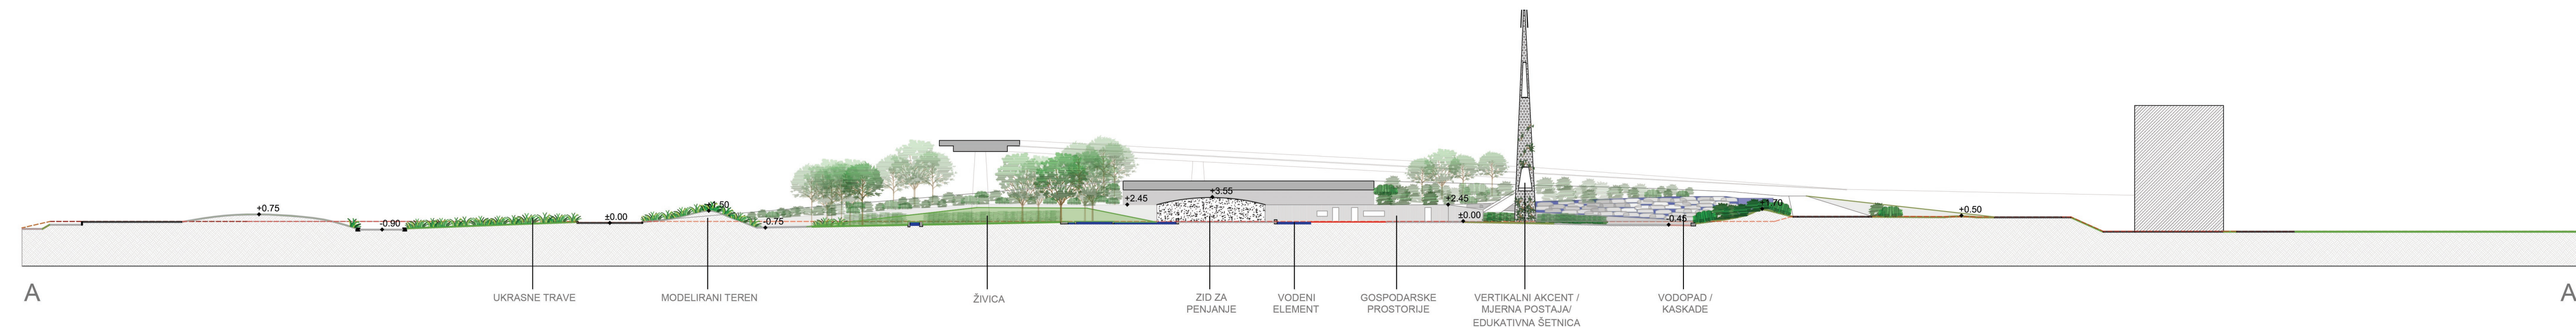 +0.75
-0.90
±0.00
+1.50
-0.75
+2.45
+3.55
+2.45
±0.00
-0.45
+1.70
+0.50
A
A
UKRASNE TRAVE
MODELIRANI TEREN
ŽIVICA
ZID ZA
PENJANJE
VODENI
ELEMENT
GOSPODARSKE
PROSTORIJE
VERTIKALNI AKCENT /
MJERNA POSTAJA/
EDUKATIVNA ŠETNICA
VODOPAD /
KASKADE